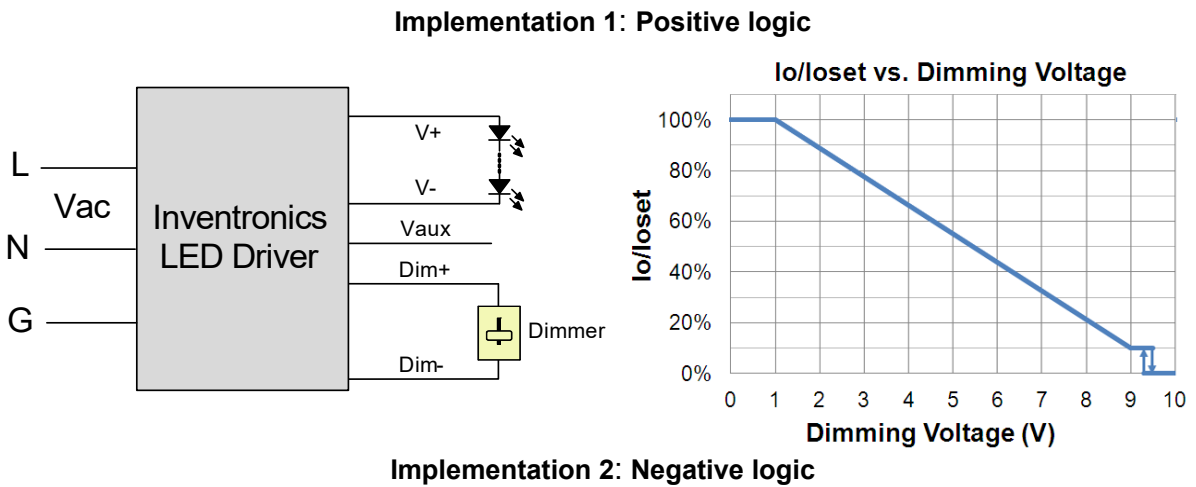 Implementation 1: Positive logic
L
Vac
N
G
Inventronics
LED Driver
V+
V-
Vaux
Dim+
Dimmer
Dim-
Io/Ioset vs. Dimming Voltage
Io/Ioset
100%
80%
60%
40%
20%
0%
0 1 2 3 4 5 6 7 8 9 10
Dimming Voltage (V)
Implementation 2: Negative logic